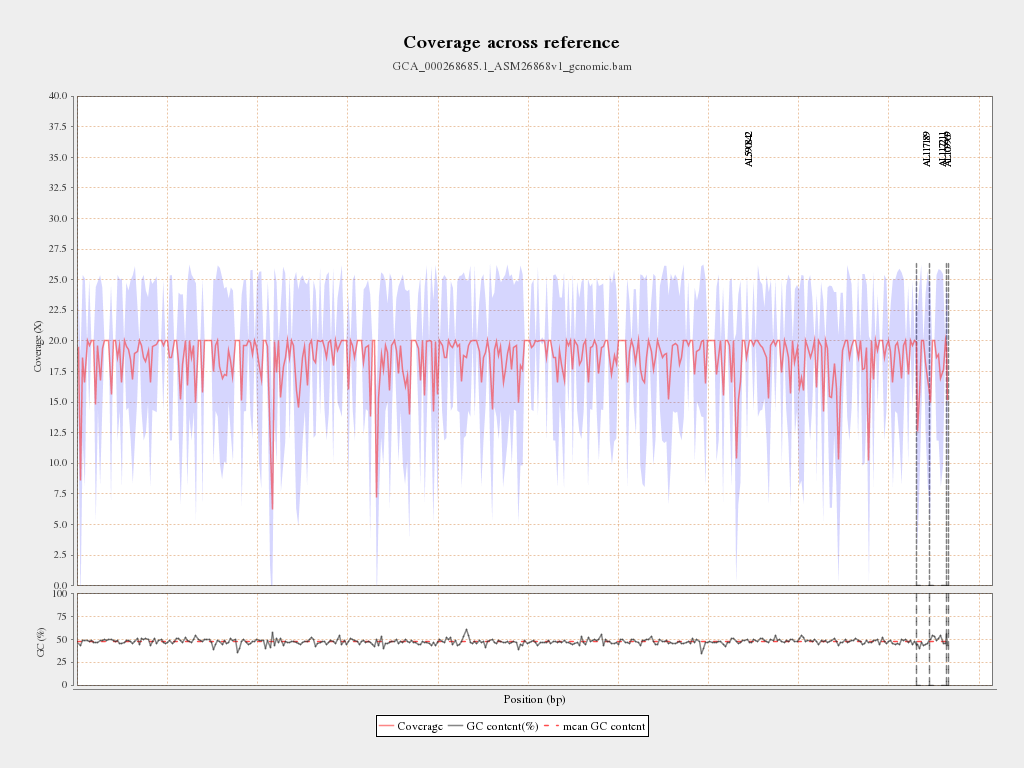 Coverage across reference
GCA_000268685.1_ASM26868v1_genomic.bam
40.0
37.5
35.0
32.5
30.0
27.5
25.0
22.5
20.0
17.5
15.0
12.5
10.0
7.5
5.0
2.5
0.0
Coverage (X)
AL590842
AL117189
AL117211
100
75
50
25
0
GC (%)
Position (bp)
Coverage GC content(%) mean GC content